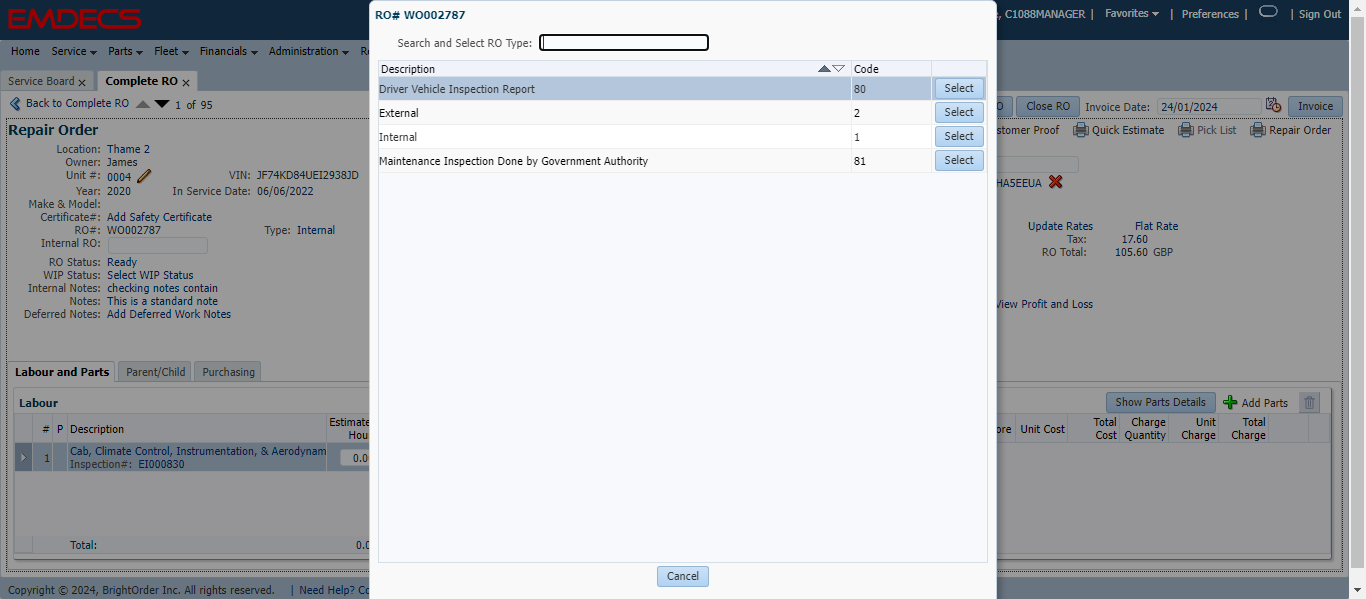 EMDECS
, C1088MANAGER | Favorites | Preferences | | Sign Out
Home Service Parts Fleet Financials Administration
Service Board x Complete RO x
Back to Complete RO 1 of 95
Close RO Invoice Date: 24/01/2024 Invoice
Repair Order
stomer Proof Quick Estimate Pick List Repair Order
Location: Thame 2
Owner: James
Unit #: 0004 VIN: JF74KD84UEI2938JD
Year: 2020 In Service Date: 06/06/2022
Make & Model:
Certificate#: Add Safety Certificate
RO#: WO002787 Type: Internal
Internal RO:
RO Status: Ready
WIP Status: Select WIP Status
Internal Notes: checking notes contain
Notes: This is a standard note
Deferred Notes: Add Deferred Work Notes
HA5EEUA
Update Rates Flat Rate
Tax: 17.60
RO Total: 105.60 GBP
View Profit and Loss
RO# WO002787
Search and Select RO Type:
Description Code
Driver Vehicle Inspection Report 80 Select
External 2 Select
Internal 1 Select
Maintenance Inspection Done by Government Authority 81 Select
Cancel
Labour and Parts Parent/Child Purchasing
Labour
Show Parts Details Add Parts
# P Description Estimate Hou
ore Unit Cost Total Cost Charge Quantity Unit Charge Total Charge
1 Cab, Climate Control, Instrumentation, & Aerodynam 0.0
Inspection#: EI000830
Total: 0.0
Copyright © 2024, BrightOrder Inc. All rights reserved. | Need Help? Co